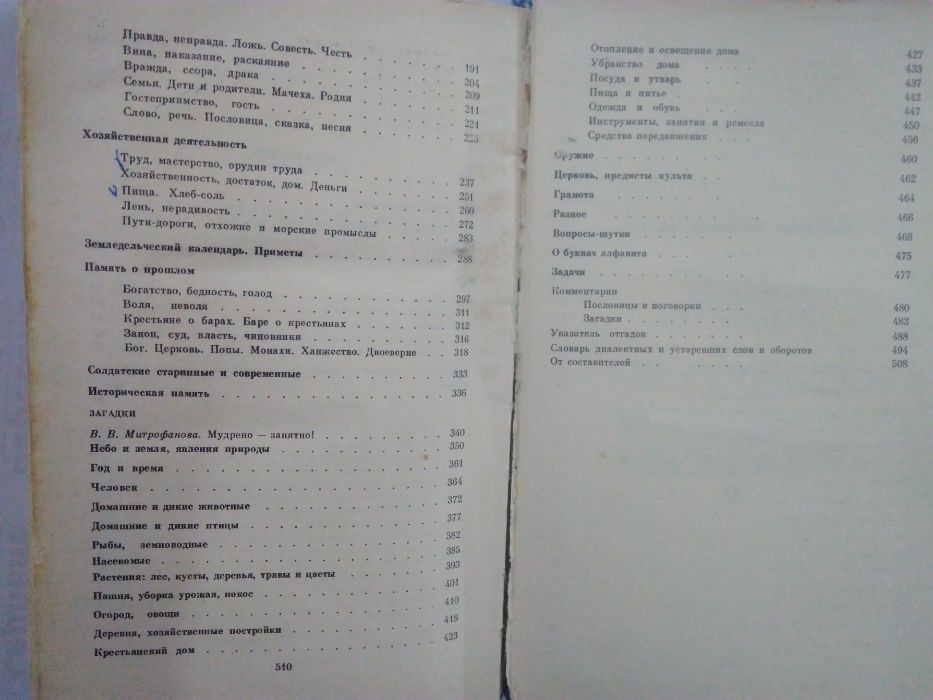 Правда, неправда. Ложь. Совесть. Честь . . . . . . . 191
Вина, наказание, раскаяние . . . . . . . . . . 204
Вражда, ссора, драка . . . . . . . . . . . 209
Семья. Дети и родители. Мачеха. Родня . . . . . . . 211
Гостеприимство, гость . . . . . . . . . . . 221
Слово, речь. Пословица, сказка, песня . . . . . . . 226
Хозяйственная деятельность
Труд, мастерство, орудия труда . . . . . . . . . 237
Хозяйственность, достаток, дом. Деньги . . . . . . . 251
Пища. Хлеб-соль . . . . . . . . . . . . 260
Лень, нерадивость . . . . . . . . . . . . 272
Пути-дороги, отхожие и морские промыслы . . . . . 283
Земледельческий календарь. Приметы . . . . . . . . 288
Память о прошлом
Богатство, бедность, голод . . . . . . . . . . 297
Воля, неволя . . . . . . . . . . . . . 311
Крестьяне о барах. Баре о крестьянах . . . . . . . 312
Закон, суд, власть, чиновники . . . . . . . . . 316
Бог. Церковь. Попы. Монахи. Ханжество. Двоеверие . . 318
Солдатские старинные и современные . . . . . . . . 333
Историческая память . . . . . . . . . . . . . 336
ЗАГАДКИ
В. В. Митрофанова. Мудрено — занятно! . . . . . . . 340
Небо и земля, явления природы . . . . . . . . . 350
Год и время . . . . . . . . . . . . . . . 361
Человек . . . . . . . . . . . . . . . . 364
Домашние и дикие животные . . . . . . . . . . 372
Домашние и дикие птицы . . . . . . . . . . . 377
Рыбы, земноводные . . . . . . . . . . . . 382
Насекомые . . . . . . . . . . . . . . . 385
Растения: лес, кусты, деревья, травы и цветы . . . . . . 393
Пашня, уборка урожая, покос . . . . . . . . . . 401
Огород, овощи . . . . . . . . . . . . . . 410
Деревня, хозяйственные постройки . . . . . . . . . 418
Крестьянский дом . . . . . . . . . . . . . 423
510
Отопление и освещение дома 427
Убранство дома . . . . 433
Посуда и утварь 437
Пища и питье . . . . 442
Одежда и обувь . . . . 447
Инструменты, занятия и ремесла 450
Средства передвижения . . . . 456
Оружие . . . . . . . 460
Церковь, предметы культа . . 462
Грамота . . . . . . 464
Разное . . . . . . 466
Вопросы-шутки . . . . . 468
О буквах алфавита . . . . 475
Задачи . . . . . . 477
Комментарии
Пословицы и поговорки . . . 480
Загадки . . . . . . . 483
Указатель отгадок . . . . . . 488
Словарь диалектных и устаревших слов и оборотов 494
От составителей . . . . . . 508